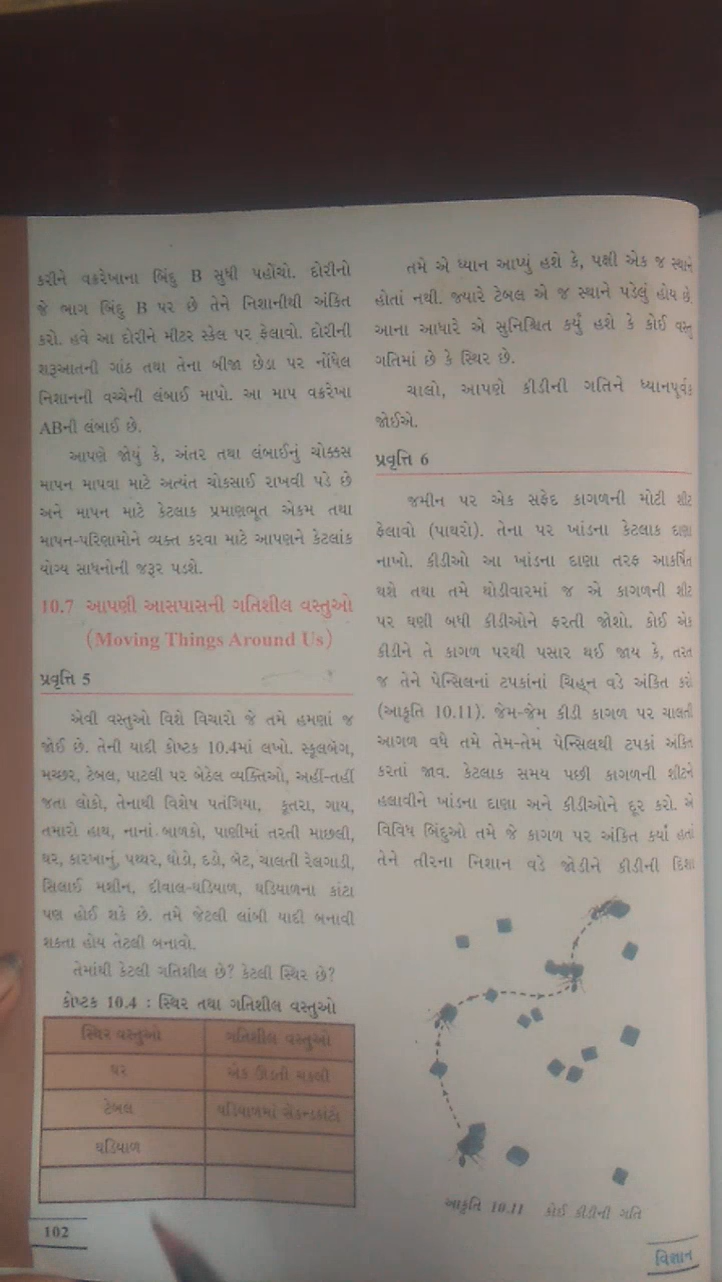 કરીને વક્રરેખાના બિંદુ B સુધી પહોંચો. દોરીનો
જે ભાગ બિંદુ B પર છે તેને નિશાનીથી અંકિત
કરો. હવે આ દોરીને મીટર સ્કેલ પર ફેલાવો. દોરીની
શરૂઆતની ગાંઠ તથા તેના બીજા છેડા પર નોંધેલ
નિશાનની વચ્ચેની લંબાઈ માપો. આ માપ વક્રરેખા
ABની લંબાઈ છે.
આપણે જોયું કે, અંતર તથા લંબાઈનું ચોક્કસ
માપન માપવા માટે અત્યંત ચોકસાઈ રાખવી પડે છે
અને માપન માટે કેટલાક પ્રમાણભૂત એકમ તથા
માપન-પરિણામોને વ્યક્ત કરવા માટે આપણને કેટલાંક
યોગ્ય સાધનોની જરૂર પડશે.
10.7 આપણી આસપાસની ગતિશીલ વસ્તુઓ
(Moving Things Around Us)
પ્રવૃત્તિ 5
એવી વસ્તુઓ વિશે વિચારો જે તમે હમણાં જ
જોઈ છે. તેની યાદી કોષ્ટક 10.4માં લખો. સ્કૂલબેગ,
મચ્છર, ટેબલ, પાટલી પર બેઠેલ વ્યક્તિઓ, અહીં-તહીં
જતા લોકો, તેનાથી વિશેષ પતંગિયા, કૂતરા, ગાય,
તમારો હાથ, નાનાં બાળકો, પાણીમાં તરતી માછલી,
ઘર, કારખાનું, પથ્થર, ઘોડો, દડો, બેટ, ચાલતી રેલગાડી,
સિલાઈ મશીન, દીવાલ-ઘડિયાળ, ઘડિયાળના કાંટા
પણ હોઈ શકે છે. તમે જેટલી લાંબી યાદી બનાવી
શકતા હોય તેટલી બનાવો.
તેમાંથી કેટલી ગતિશીલ છે? કેટલી સ્થિર છે?
કોષ્ટક 10.4 : સ્થિર તથા ગતિશીલ વસ્તુઓ
સ્થિર વસ્તુઓ ગતિશીલ વસ્તુઓ
ઘર એક ઊડતી ચકલી
ટેબલ ઘડિયાળમાં સેકન્ડકાંટો
ઘડિયાળ
102
તમે એ ધ્યાન આપ્યું હશે કે, પક્ષી એક જ સ્થાને
હોતાં નથી. જ્યારે ટેબલ એ જ સ્થાને પડેલું હોય છે.
આના આધારે એ સુનિશ્ચિત કર્યું હશે કે કોઈ વસ્તુ
ગતિમાં છે કે સ્થિર છે.
ચાલો, આપણે કીડીની ગતિને ધ્યાનપૂર્વક
જોઈએ.
પ્રવૃત્તિ 6
જમીન પર એક સફેદ કાગળની મોટી શીટ
ફેલાવો (પાથરો). તેના પર ખાંડના કેટલાક દાણા
નાખો. કીડીઓ આ ખાંડના દાણા તરફ આકર્ષિત
થશે તથા તમે થોડીવારમાં જ એ કાગળની શીટ
પર ઘણી બધી કીડીઓને ફરતી જોશો. કોઈ એક
કીડીને તે કાગળ પરથી પસાર થઈ જાય કે, તરત
જ તેને પેન્સિલનાં ટપકાંનાં ચિહ્ન વડે અંકિત કરો
(આકૃતિ 10.11). જેમ-જેમ કીડી કાગળ પર ચાલતી
આગળ વધે તમે તેમ-તેમ પેન્સિલથી ટપકાં અંકિત
કરતાં જાવ. કેટલાક સમય પછી કાગળની શીટને
હલાવીને ખાંડના દાણા અને કીડીઓને દૂર કરો. એ
વિવિધ બિંદુઓ તમે જે કાગળ પર અંકિત કર્યાં હતાં
તેને તીરના નિશાન વડે જોડીને કીડીની દિશા
આકૃતિ 10.11 કોઈ કીડીની ગતિ
વિજ્ઞાન